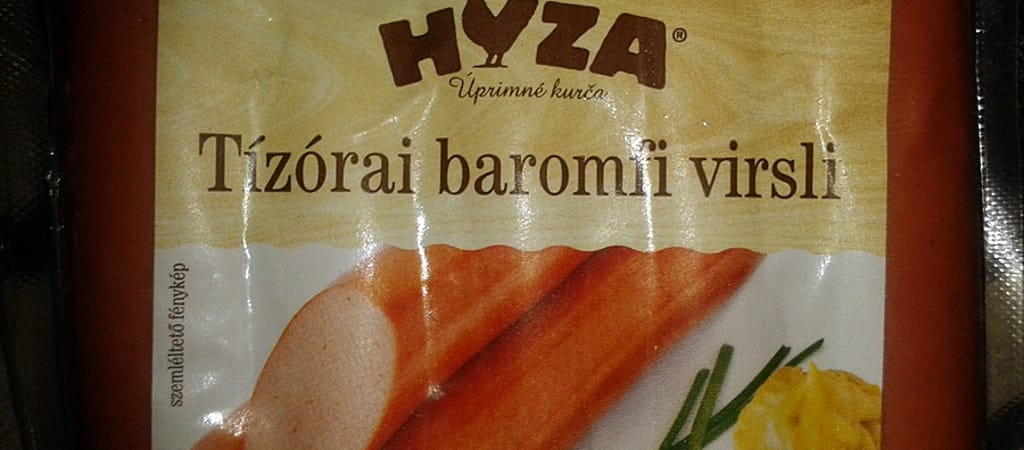 HYZA®
Úprimné kurča
Tízórai baromfi virsli
szemléltető fénykép